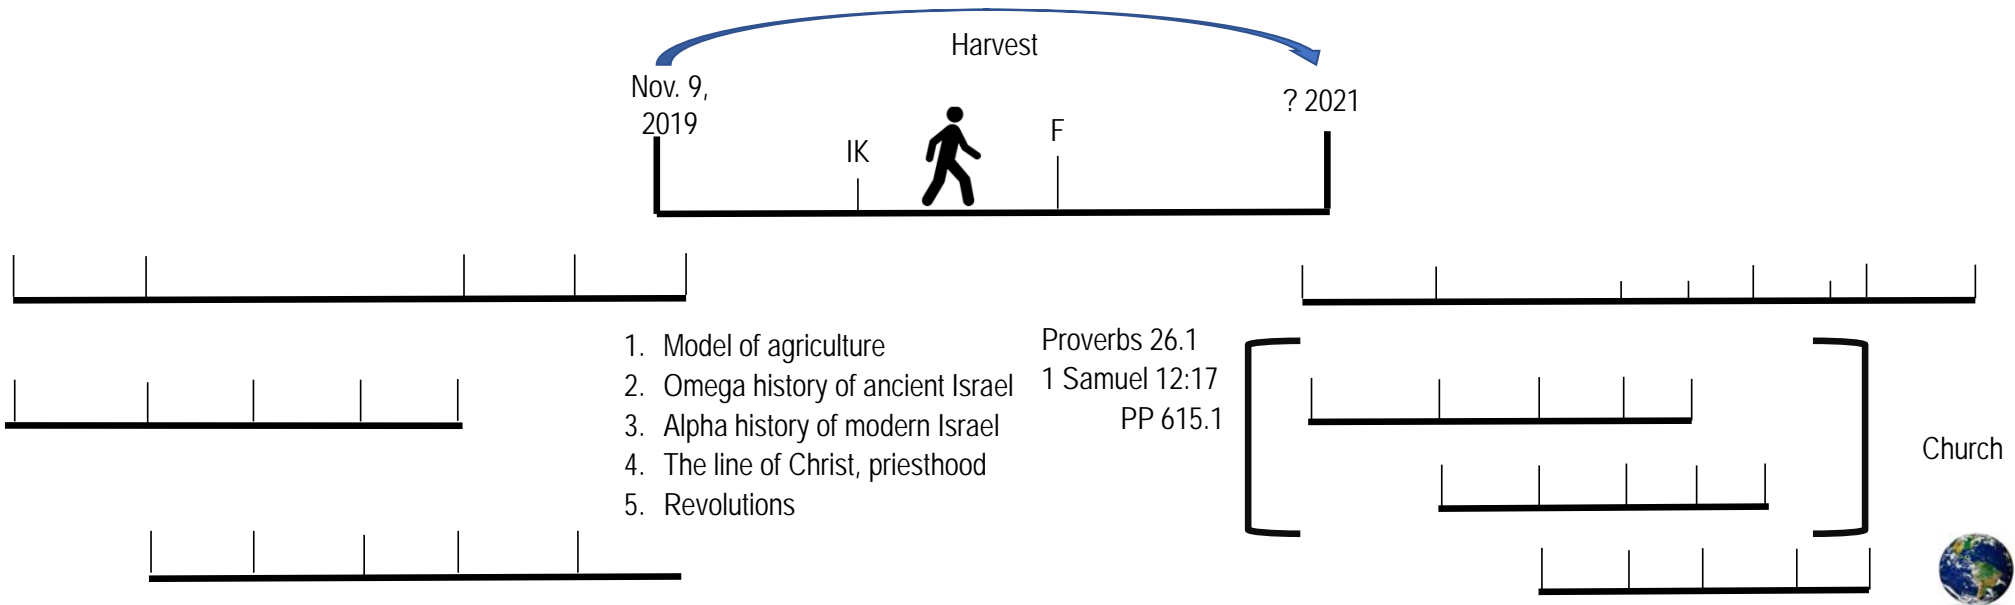 Harvest
Nov. 9,
2019
? 2021
IK
F
1. Model of agriculture
2. Omega history of ancient Israel
3. Alpha history of modern Israel
4. The line of Christ, priesthood
5. Revolutions
Proverbs 26.1
1 Samuel 12:17
PP 615.1
Church